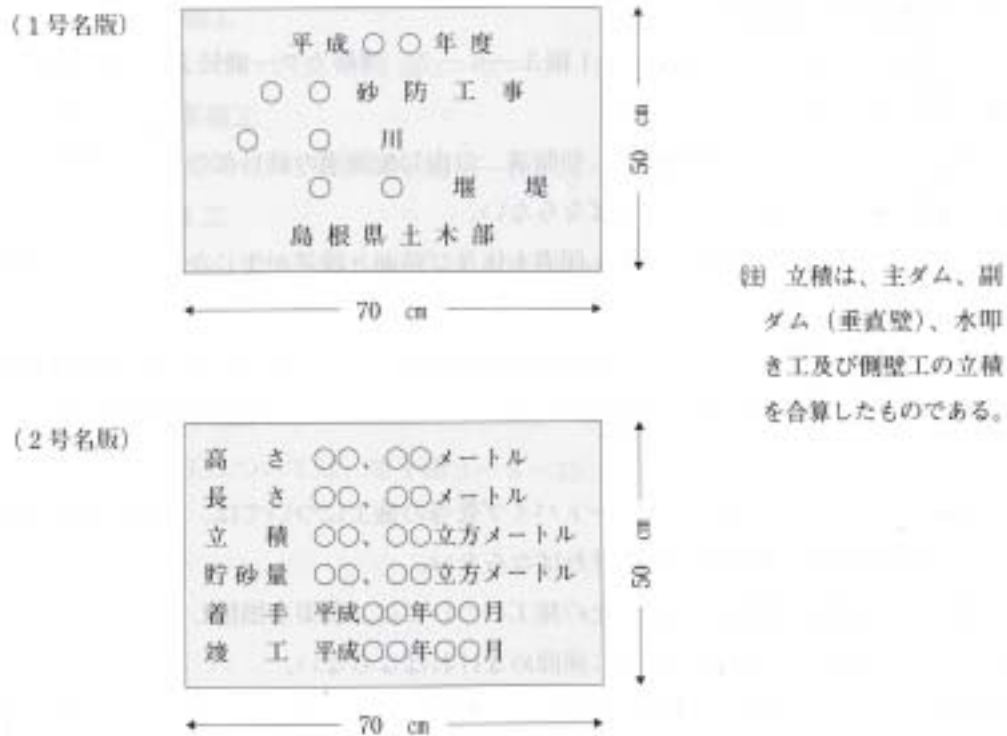 (1号名版)
平成〇〇年度
〇〇砂防工事
〇〇川
〇〇堰堤
島根県土木部
50 cm
70 cm
注 立積は、主ダム、副
ダム(垂直壁)、水叩
き工及び側壁工の立積
を合算したものである。
(2号名版)
高さ 〇〇、〇〇メートル
長さ 〇〇、〇〇メートル
立積 〇〇、〇〇立方メートル
貯砂量 〇〇、〇〇立方メートル
着手 平成〇〇年〇〇月
竣工 平成〇〇年〇〇月
50 cm
70 cm